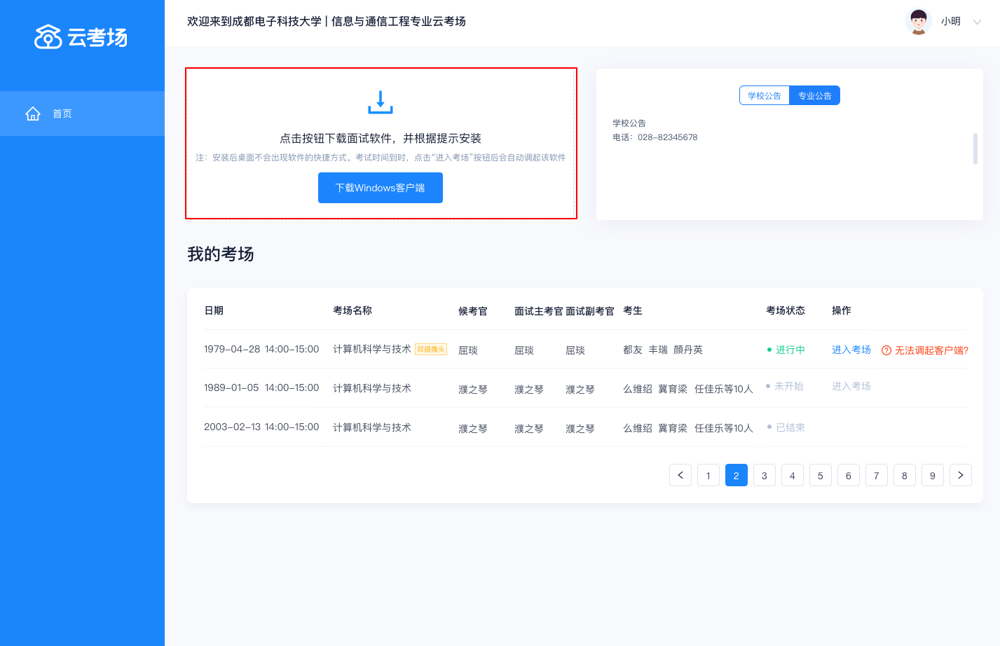 云考场
首页
欢迎来到成都电子科技大学 | 信息与通信工程专业云考场
小明
点击按钮下载面试软件，并根据提示安装
注：安装后桌面不会出现软件的快捷方式。考试时间到时，点击“进入考场”按钮后会自动调起该软件
下载Windows客户端
学校公告 专业公告
学校公告
电话：028-82345678
我的考场
日期 考场名称 候考官 面试主考官 面试副考官 考生 考场状态 操作
1979-04-28 14:00-15:00 计算机科学与技术 双摄像头 屈琰 屈琰 屈琰 都友 丰瑞 顏丹英 进行中 进入考场 无法调起客户端?
1989-01-05 14:00-15:00 计算机科学与技术 濮之琴 濮之琴 濮之琴 么维绍 冀育梁 任佳乐等10人 未开始 进入考场
2003-02-13 14:00-15:00 计算机科学与技术 濮之琴 濮之琴 濮之琴 么维绍 冀育梁 任佳乐等10人 已结束
1 2 3 4 5 6 7 8 9